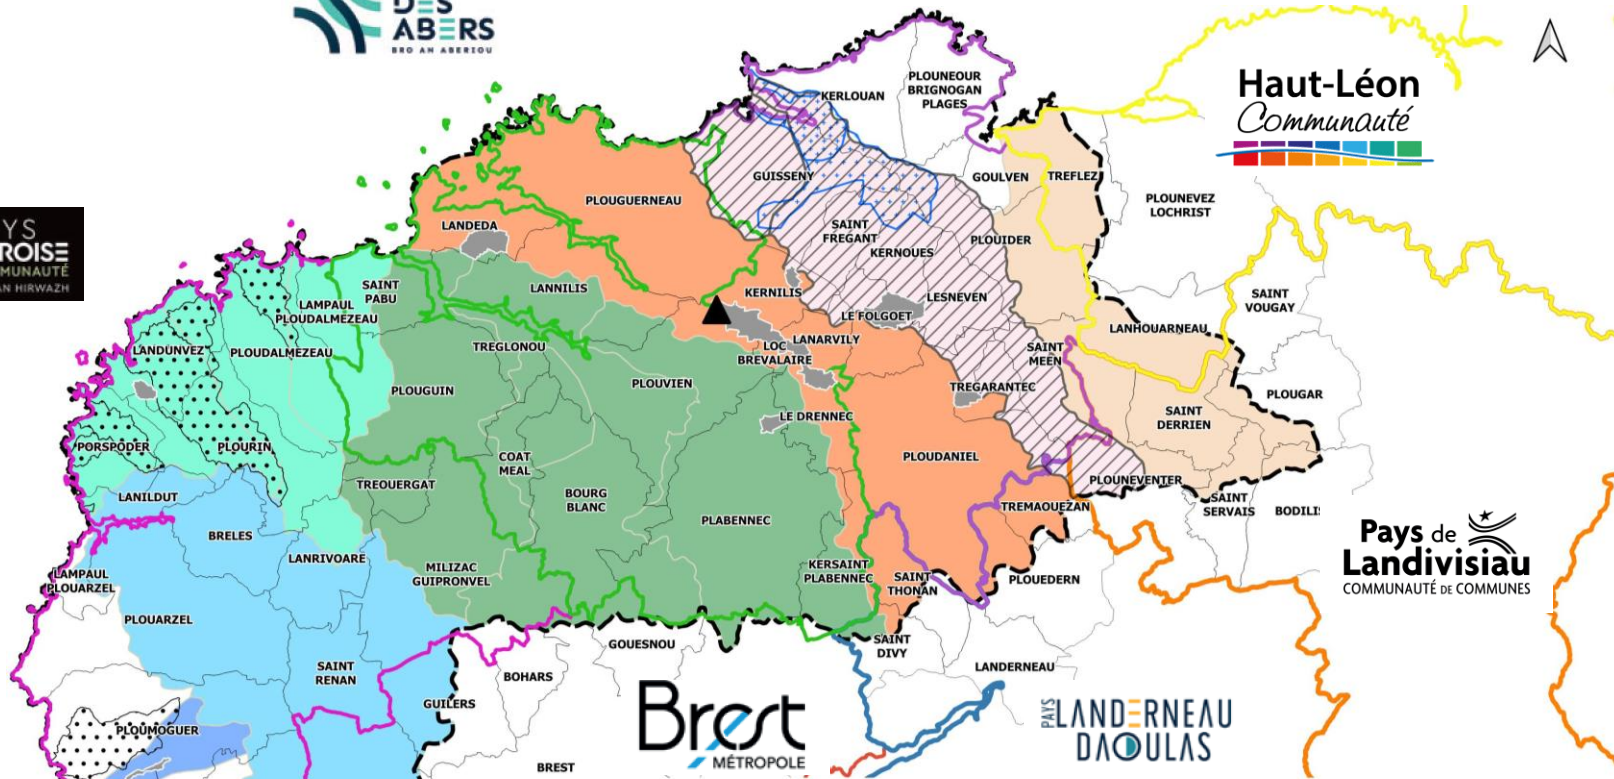 DES
ABERS
BRO AN ABERIOU
KERLOUAN
PLOUNEOUR
BRIGNOGAN
PLAGES
Haut-Léon
Communauté
GUISSENY
GOULVEN
TREFLEZ
PLOUNEVEZ
LOCHRIST
PLOUGUERNEAU
LANDEDA
SAINT
FREGANT
KERNOUES
PLOUIDER
YS
ROISE
MUNAUTÉ
AN HIRWAZH
SAINT
PABU
LANNILIS
KERNILIS
LESNEVEN
SAINT
VOUGAY
LAMPAUL
PLOUDALMEZEAU
LE FOLGOET
LANHOUARNEAU
LANDUNVEZ
PLOUDALMEZEAU
TREGLONOU
LOC
BREVALAIRE
LANARVILY
SAINT
MEEN
PLOUGUIN
PLOUVIEN
TREGARANTEC
PLOUGAR
LE DRENNEC
SAINT
DERRIEN
PORSPODER
PLOURIN
COAT
MEAL
PLOUDANIEL
LANILDUT
TREOUERGAT
BOURG
BLANC
PLOUNEVENTER
SAINT
SERVAIS
BODILI
BRELES
PLABENNEC
TREMAOUEZAN
LANRIVOARE
Pays de
Landivisiau
COMMUNAUTÉ DE COMMUNES
LAMPAUL
PLOUARZEL
MILIZAC
GUIPRONVEL
KERSAINT
PLABENNEC
SAINT
THONAN
PLOUEDERN
PLOUARZEL
GOUESNOU
SAINT
DIVY
SAINT
RENAN
BOHARS
LANDERNEAU
GUILERS
PLOUMOGUER
Brest
MÉTROPOLE
PAYS
LANDERNEAU
DAOULAS
BREST